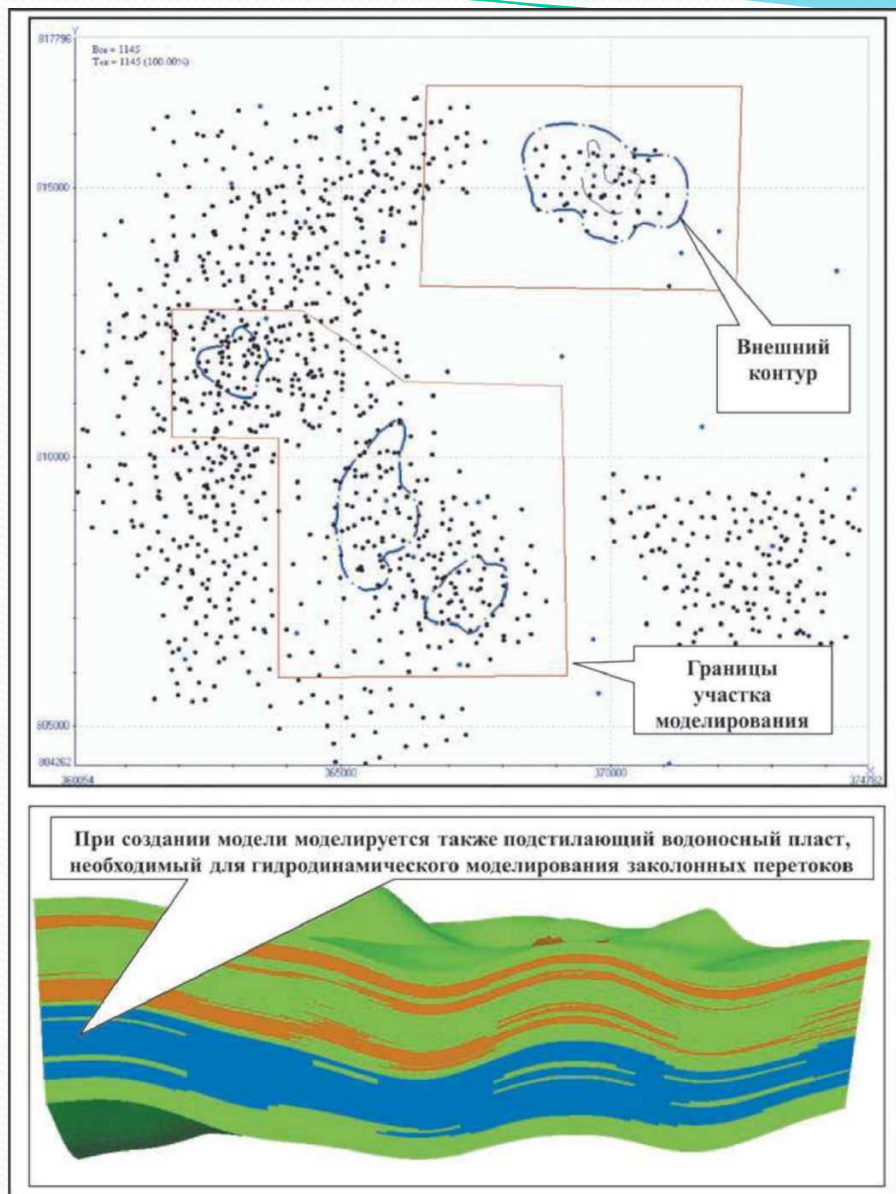 Y
817796
Все = 1145
Тек = 1145 (100.00%)
815000
Внешний
контур
810000
Границы
участка
моделирования
805000
804262
360054
365000
370000
374792
X
При создании модели моделируется также подстилающий водоносный пласт,
необходимый для гидродинамического моделирования заколонных перетоков